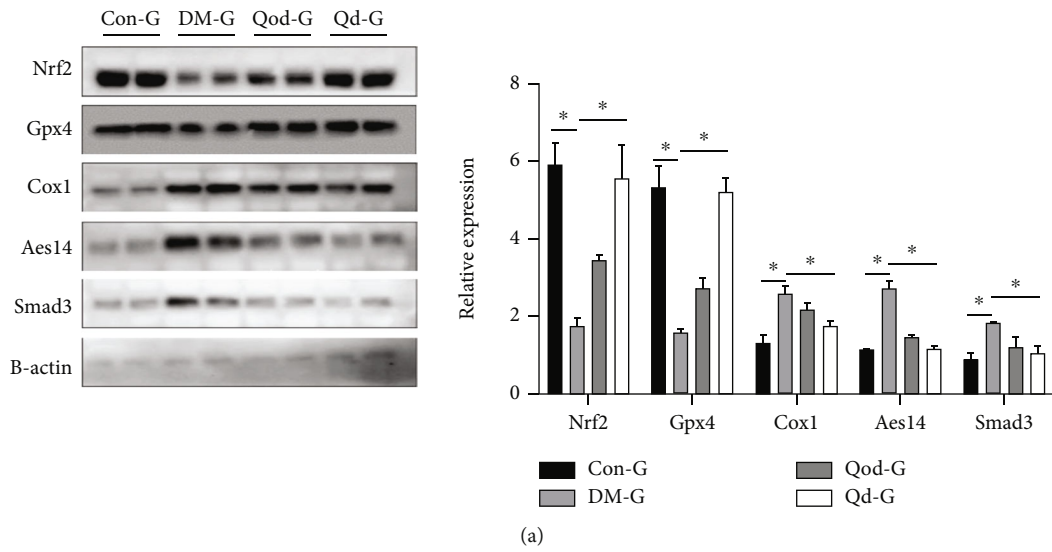 Con-G DM-G Qod-G Qd-G
Nrf2
Gpx4
Cox1
Aes14
Smad3
B-actin
Relative expression
8
6
4
2
0
* *
* *
* *
* *
* *
Nrf2 Gpx4 Cox1 Aes14 Smad3
Con-G Qod-G
DM-G Qd-G
(a)